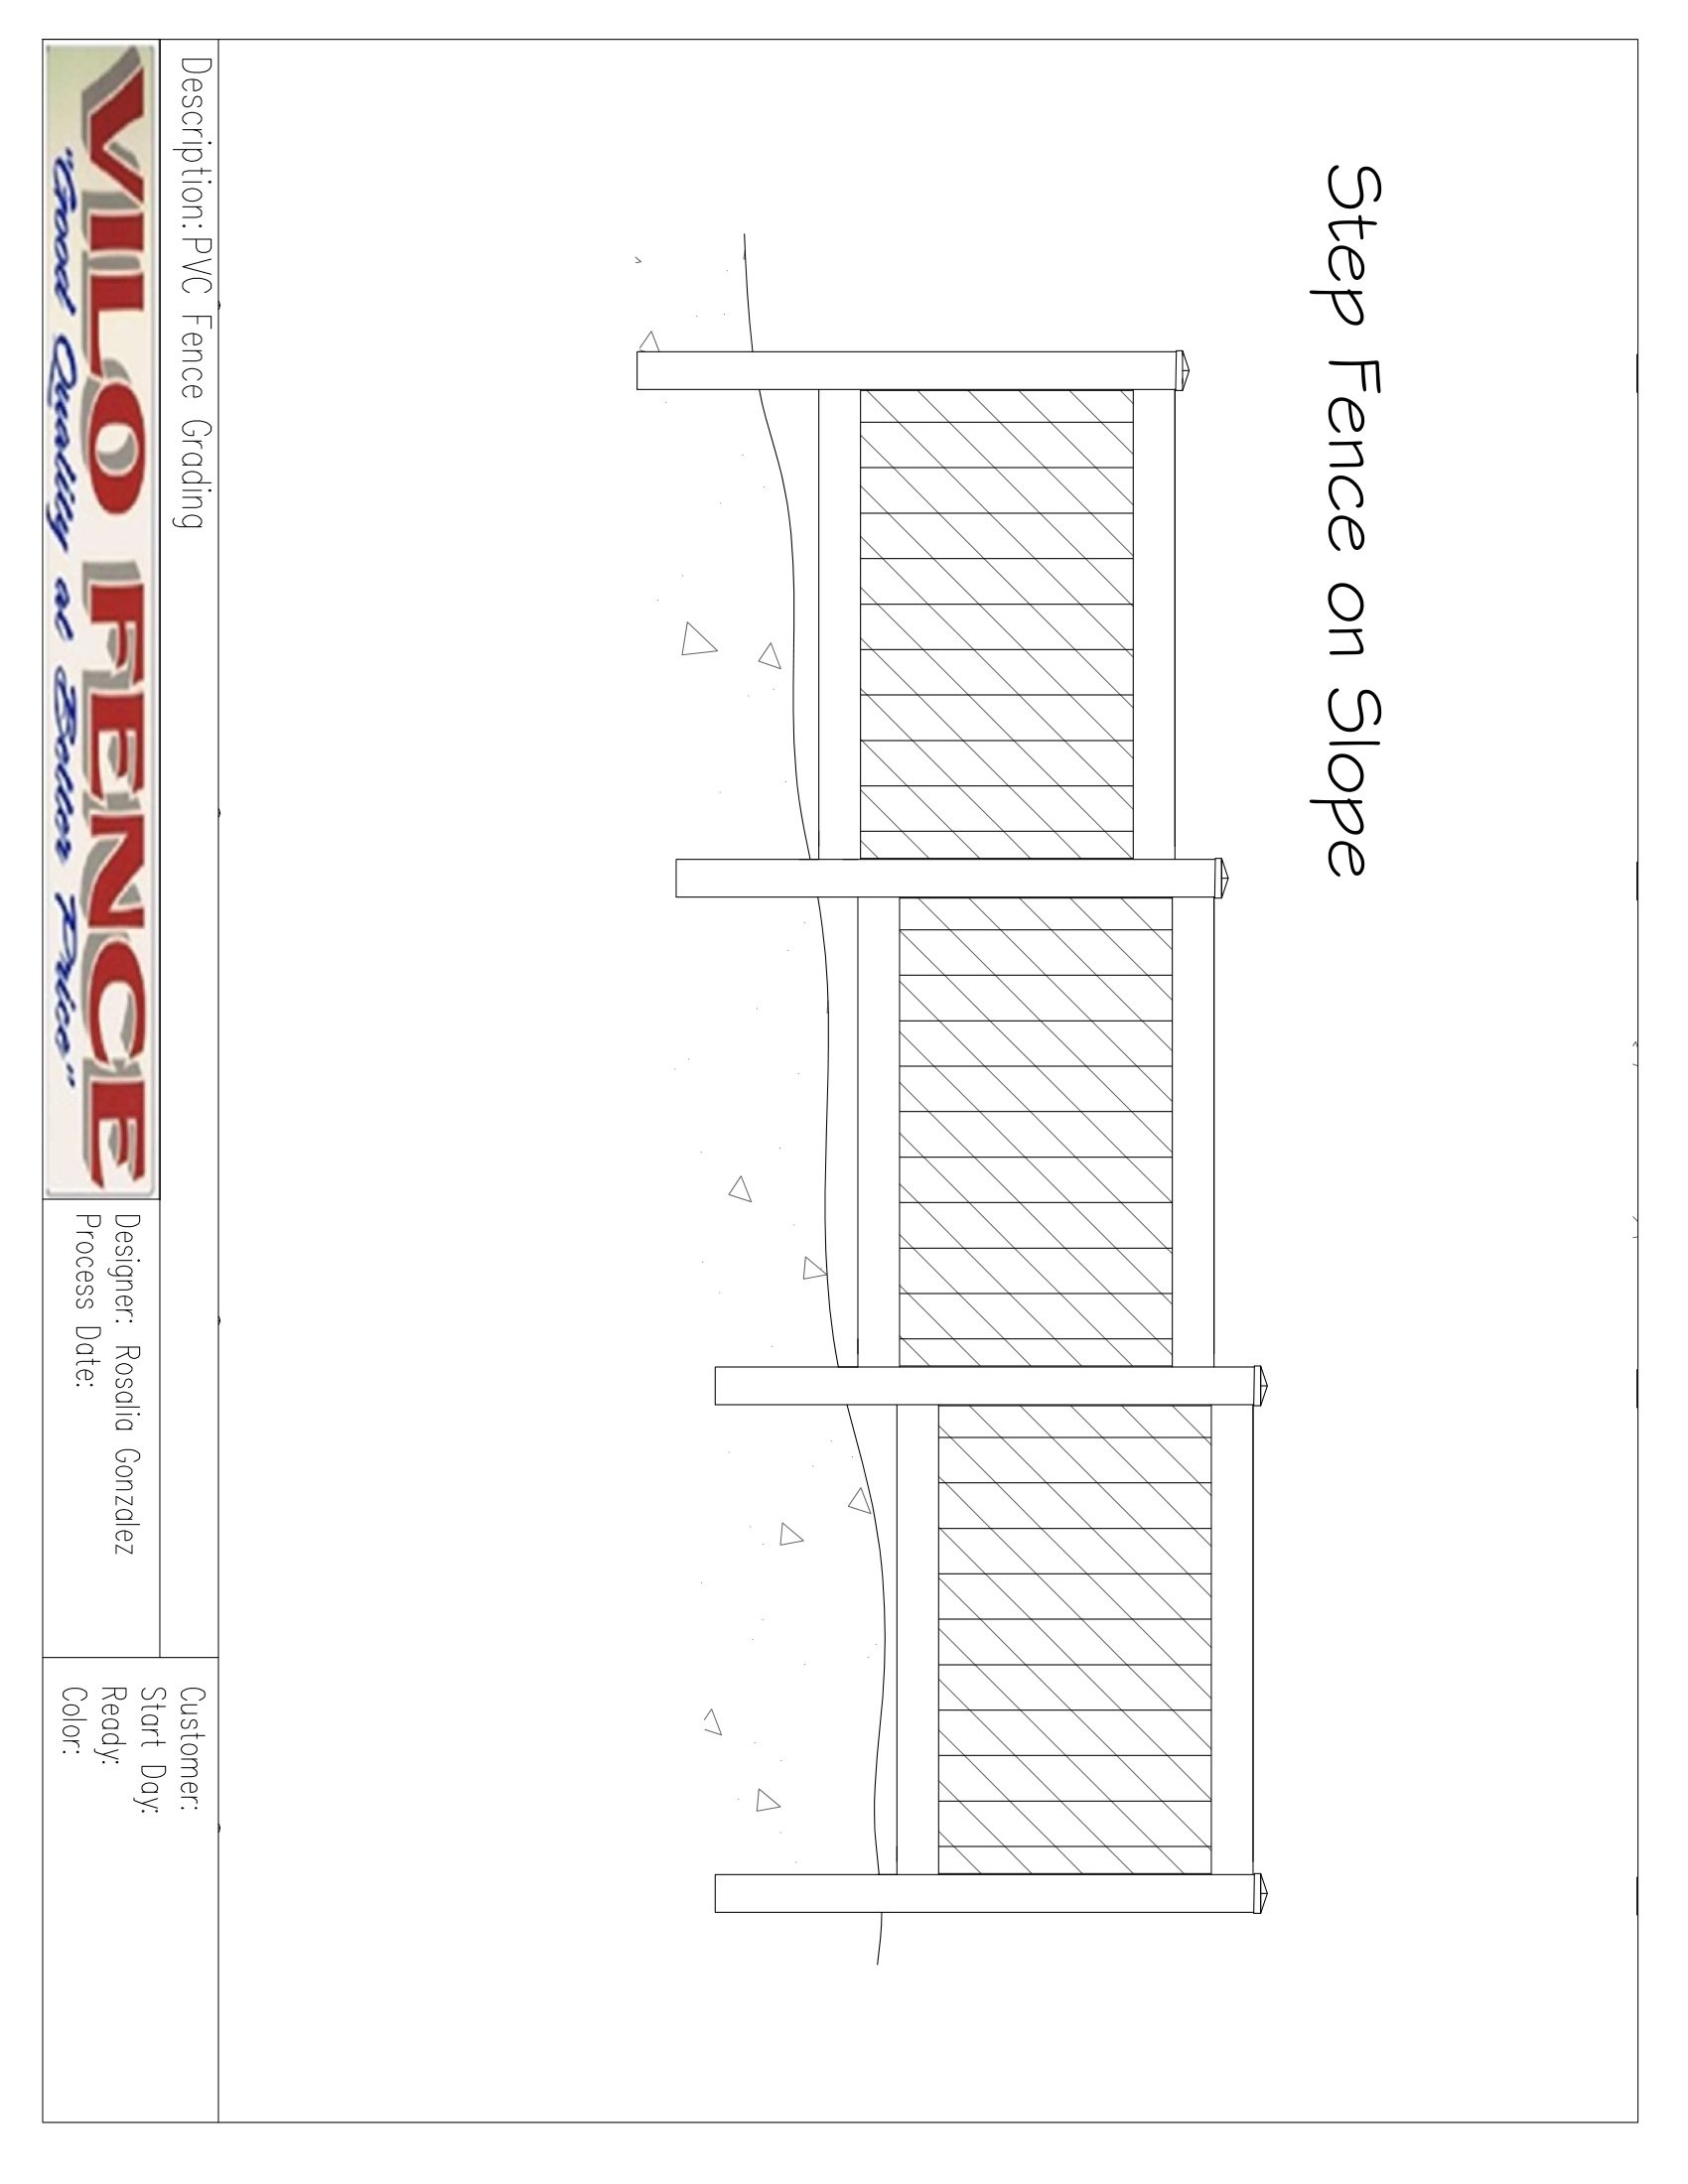 Step Fence on Slope
Description:PVC Fence Grading
VILO FENCE
"Good Quality at Better Price"
Designer: Rosalia Gonzalez
Process Date:
Customer:
Start Day:
Ready:
Color: